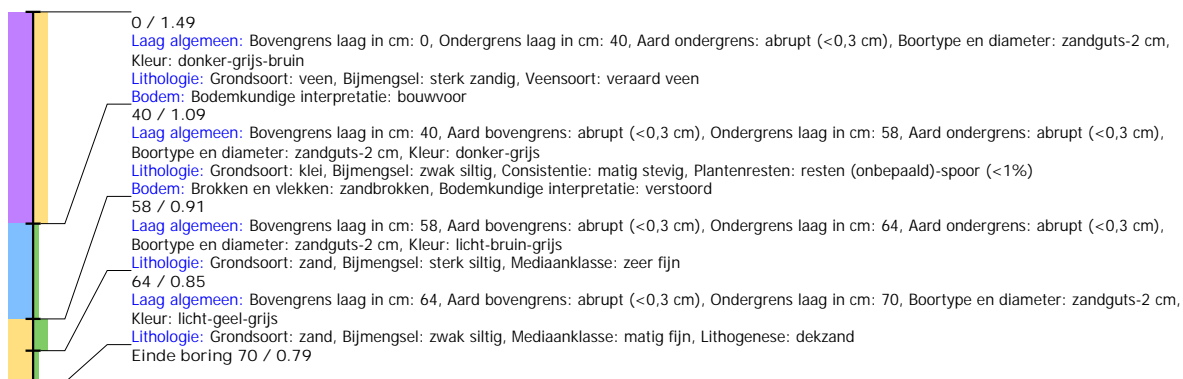 0 / 1.49
Laag algemeen: Bovengrens laag in cm: 0, Ondergrens laag in cm: 40, Aard ondergrens: abrupt (<0,3 cm), Boortype en diameter: zandguts-2 cm,
Kleur: donker-grijs-bruin
Lithologie: Grondsoort: veen, Bijmengsel: sterk zandig, Veensoort: veraard veen
Bodem: Bodemkundige interpretatie: bouwvoor
40 / 1.09
Laag algemeen: Bovengrens laag in cm: 40, Aard bovengrens: abrupt (<0,3 cm), Ondergrens laag in cm: 58, Aard ondergrens: abrupt (<0,3 cm),
Boortype en diameter: zandguts-2 cm, Kleur: donker-grijs
Lithologie: Grondsoort: klei, Bijmengsel: zwak siltig, Consistentie: matig stevig, Plantenresten: resten (onbepaald)-spoor (<1%)
Bodem: Brokken en vlekken: zandbrokken, Bodemkundige interpretatie: verstoord
58 / 0.91
Laag algemeen: Bovengrens laag in cm: 58, Aard bovengrens: abrupt (<0,3 cm), Ondergrens laag in cm: 64, Aard ondergrens: abrupt (<0,3 cm),
Boortype en diameter: zandguts-2 cm, Kleur: licht-bruin-grijs
Lithologie: Grondsoort: zand, Bijmengsel: sterk siltig, Mediaanklasse: zeer fijn
64 / 0.85
Laag algemeen: Bovengrens laag in cm: 64, Aard bovengrens: abrupt (<0,3 cm), Ondergrens laag in cm: 70, Boortype en diameter: zandguts-2 cm,
Kleur: licht-geel-grijs
Lithologie: Grondsoort: zand, Bijmengsel: zwak siltig, Mediaanklasse: matig fijn, Lithogenese: dekzand
Einde boring 70 / 0.79